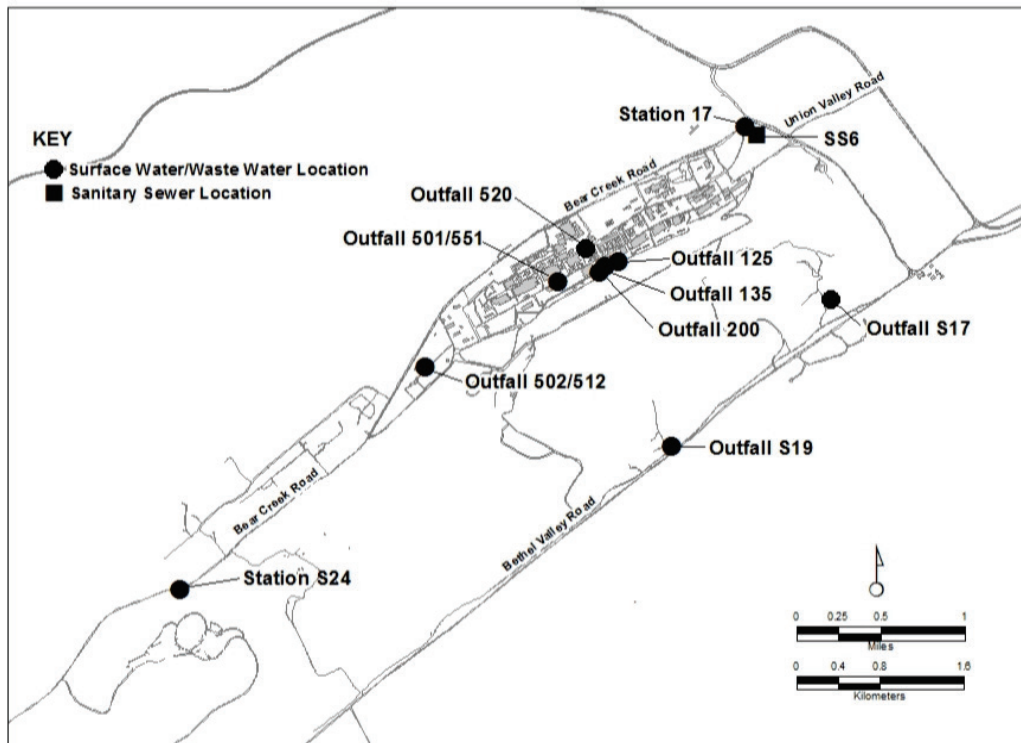 Union Valley Road
Station 17
SS6
KEY
Surface Water/Waste Water Location
Sanitary Sewer Location
Bear Creek Road
Outfall 520
Outfall 501/551
Outfall 125
Outfall 135
Outfall 200
Outfall S17
Outfall 502/512
Outfall S19
Bear Creek Road
Bethel Valley Road
Station S24
0 0.25 0.5 1
Miles
0 0.4 0.8 1.6
Kilometers